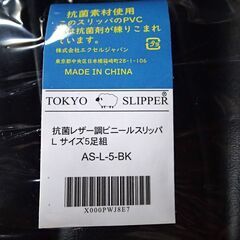 抗菌素材使用
このスリッパのPVC
は抗菌剤が練りこま
れています。
株式会社エクセルジャパン
東京都中央区日本橋箱崎町28-1-106
MADE IN CHINA
TOKYO SLIPPER
抗菌レザー調ビニールスリッパ
L サイズ5足組
AS-L-5-BK
X000PWJ8E7